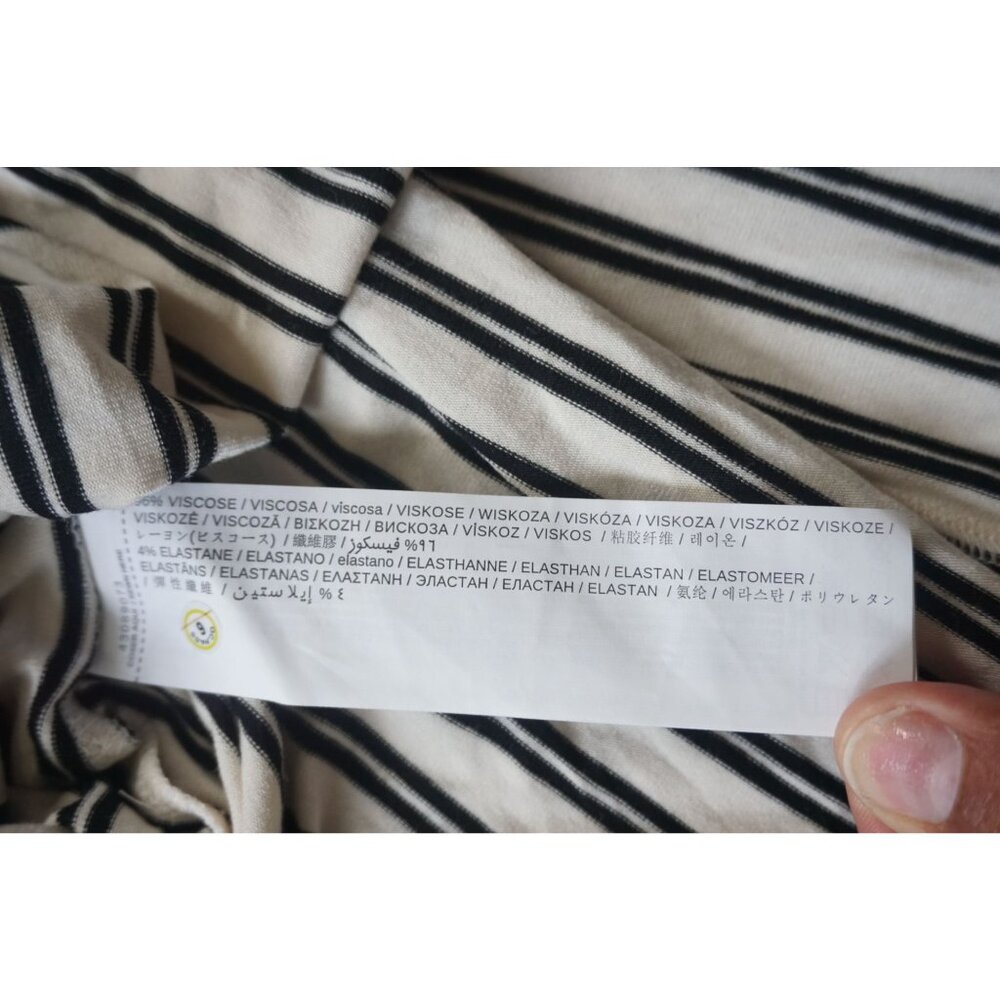 96% VISCOSE / VISCOSA / viscosa / VISKOSE / WISKOZA / VISKÓZA / VISKOZA / VISZKÓZ / VISKOZE /
VISKOZĖ / VISCOZĂ / ΒΙΣΚΟΖΗ / ВИСКОЗА / VİSKOZ / VISKOS / 粘胶纤维 / 레이온 /
レーヨン(ビスコース) / 纖維膠 / ٩٦% فيسكوز
4% ELASTANE / ELASTANO / elastano / ELASTHANNE / ELASTHAN / ELASTAN / ELASTOMEER /
ELASTĀNS / ELASTANAS / ΕΛΑΣΤΑΝΗ / ЭЛАСТАН / ЕЛАСТАН / ELASTAN / 氨纶 / 에라스탄 / ポリウレタン
/ 彈性纖維 / ٤ % إيلاستين